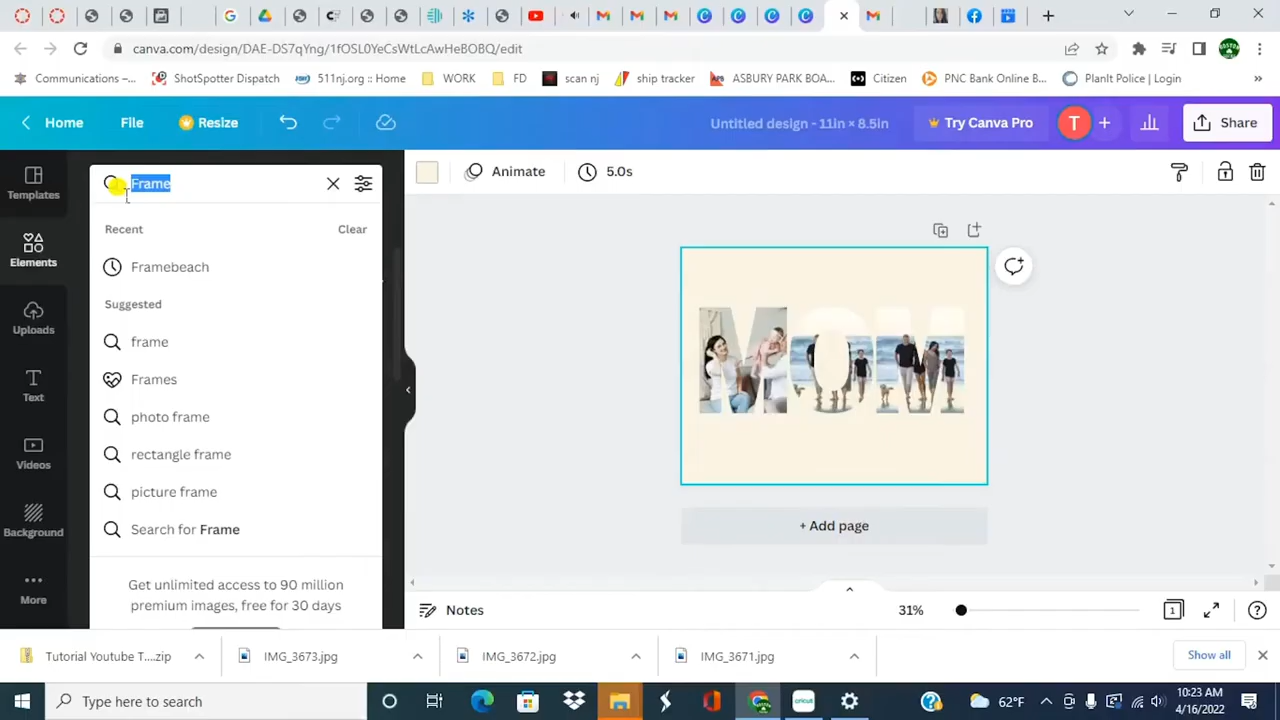 canva.com/design/DAE-DS7qYng/1fOSL0YeCsWtLcAwHeBOBQ/edit
Communications –... ShotSpotter Dispatch 511nj.org :: Home WORK FD scan nj ship tracker ASBURY PARK BOA... Citizen PNC Bank Online B... PlanIt Police | Login »
Home File Resize Untitled design - 11in × 8.5in Try Canva Pro T + Share
Templates
Elements
Uploads
Text
Videos
Background
More
Frame
Recent Clear
Framebeach
Suggested
frame
Frames
photo frame
rectangle frame
picture frame
Search for Frame
Get unlimited access to 90 million
premium images, free for 30 days
Animate 5.0s
MOM
+ Add page
Notes 31% 1
Tutorial Youtube T....zip IMG_3673.jpg IMG_3672.jpg IMG_3671.jpg Show all
Type here to search 62°F 10:23 AM
4/16/2022